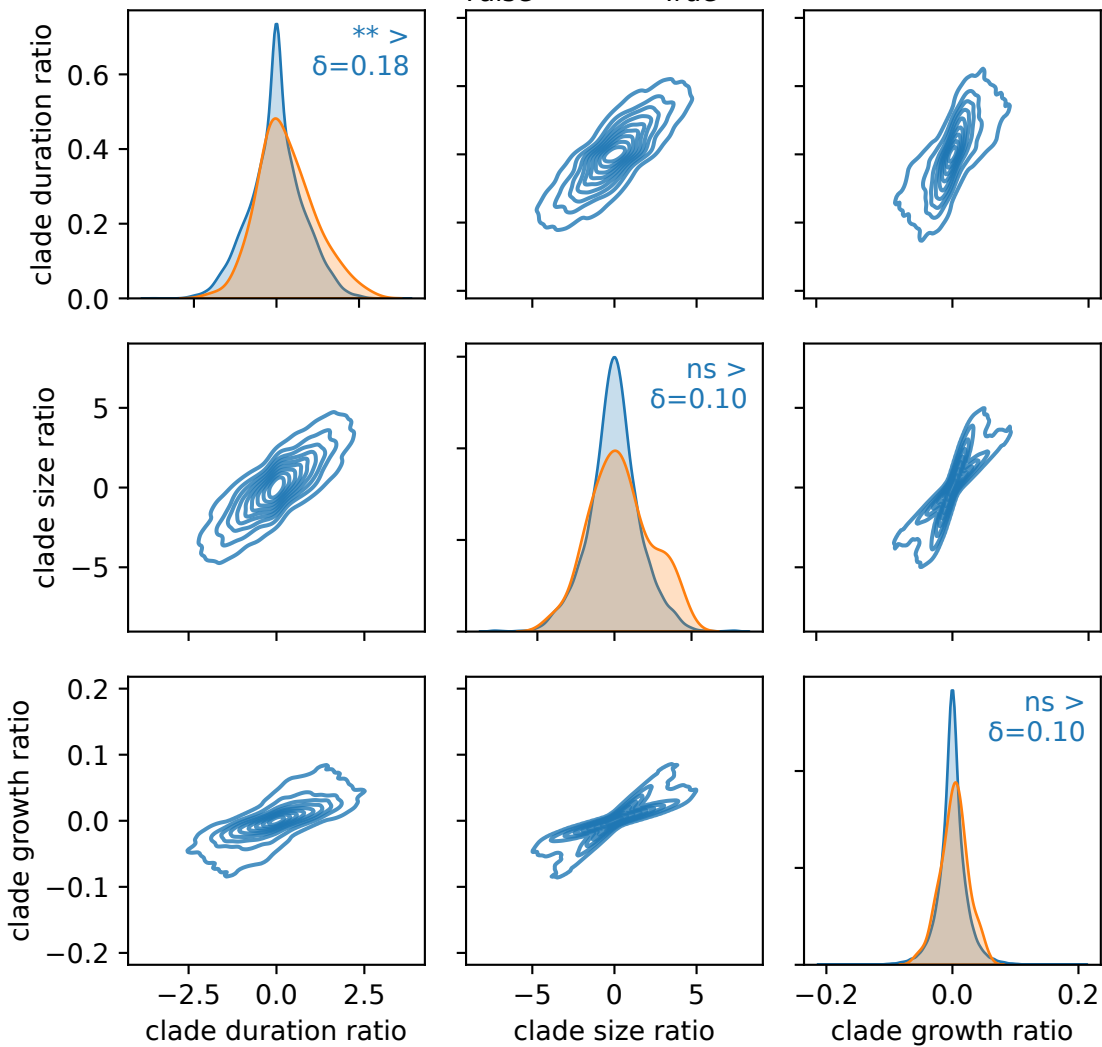 ** >
δ=0.18
clade duration ratio
0.6
0.4
0.2
0.0
ns >
δ=0.10
clade size ratio
5
0
−5
ns >
δ=0.10
clade growth ratio
0.2
0.1
0.0
−0.1
−0.2
−2.5 0.0 2.5
−5 0 5
−0.2 0.0 0.2
clade duration ratio
clade size ratio
clade growth ratio